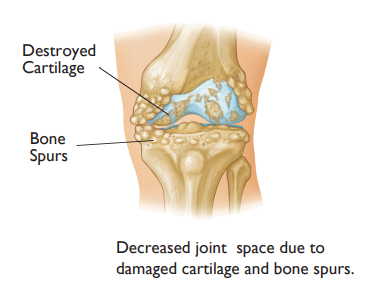 Destroyed
Cartilage
Bone
Spurs
Decreased joint space due to
damaged cartilage and bone spurs.